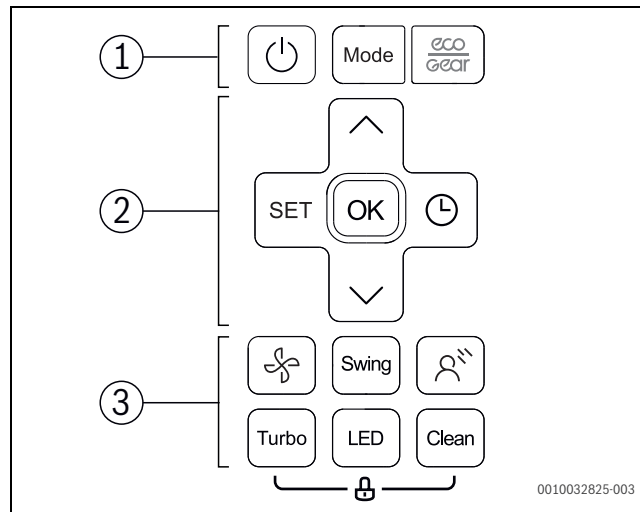 1
Mode
eco
Gear
2
SET
OK
3
Swing
Turbo
LED
Clean
0010032825-003